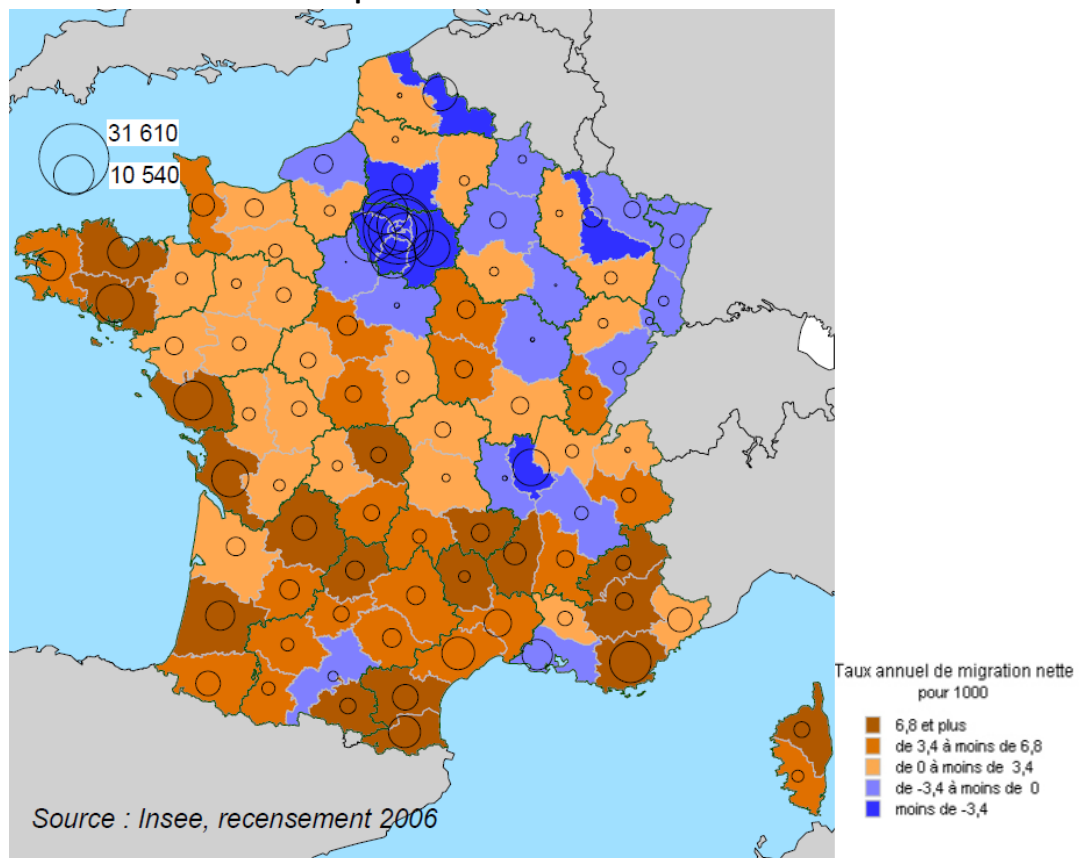 31 610
10 540
Taux annuel de migration nette
pour 1000
6,8 et plus
de 3,4 à moins de 6,8
de 0 à moins de 3,4
de -3,4 à moins de 0
moins de -3,4
Source : Insee, recensement 2006